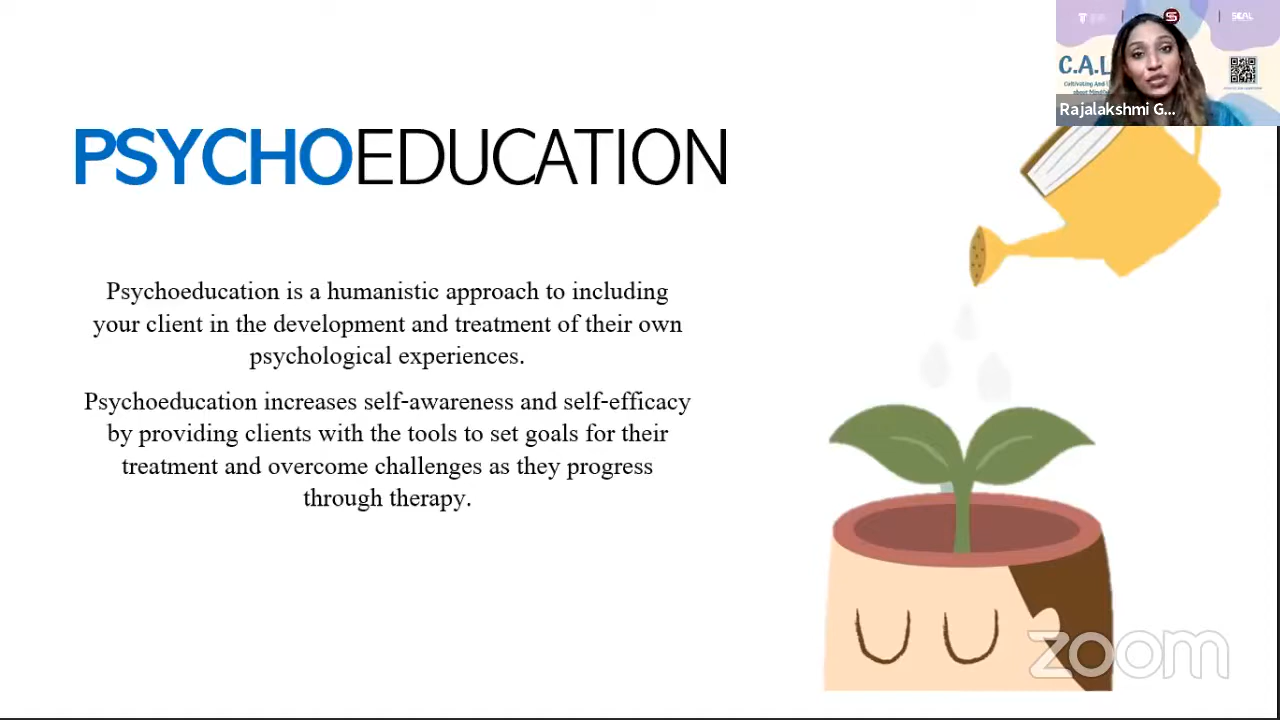 SEAL
C.A.L
Rajalakshmi G...
PSYCHOEDUCATION
Psychoeducation is a humanistic approach to including
your client in the development and treatment of their own
psychological experiences.
Psychoeducation increases self-awareness and self-efficacy
by providing clients with the tools to set goals for their
treatment and overcome challenges as they progress
through therapy.
zoom